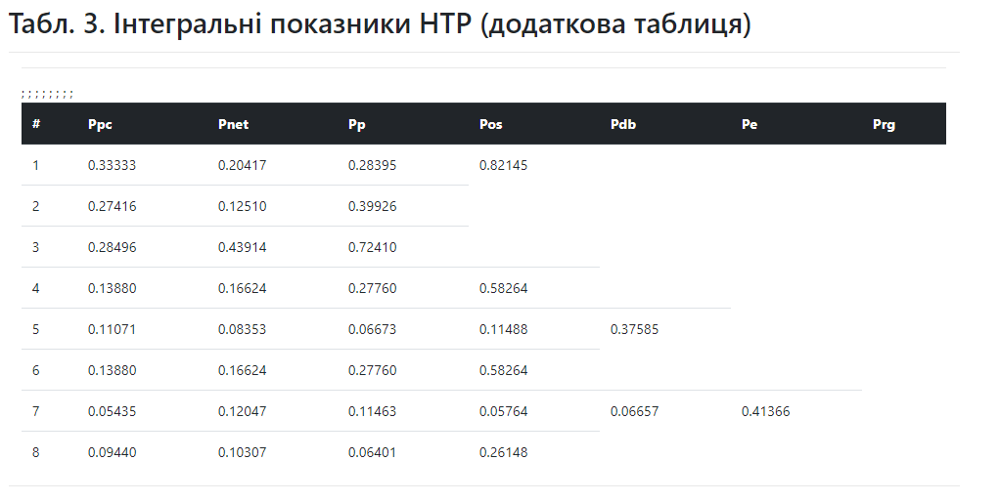 Табл. 3. Інтегральні показники НТР (додаткова таблиця)
; ; ; ; ; ; ; ;
# Ppc Pnet Pp Pos Pdb Pe Prg
1 0.33333 0.20417 0.28395 0.82145
2 0.27416 0.12510 0.39926
3 0.28496 0.43914 0.72410
4 0.13880 0.16624 0.27760 0.58264
5 0.11071 0.08353 0.06673 0.11488 0.37585
6 0.13880 0.16624 0.27760 0.58264
7 0.05435 0.12047 0.11463 0.05764 0.06657 0.41366
8 0.09440 0.10307 0.06401 0.26148